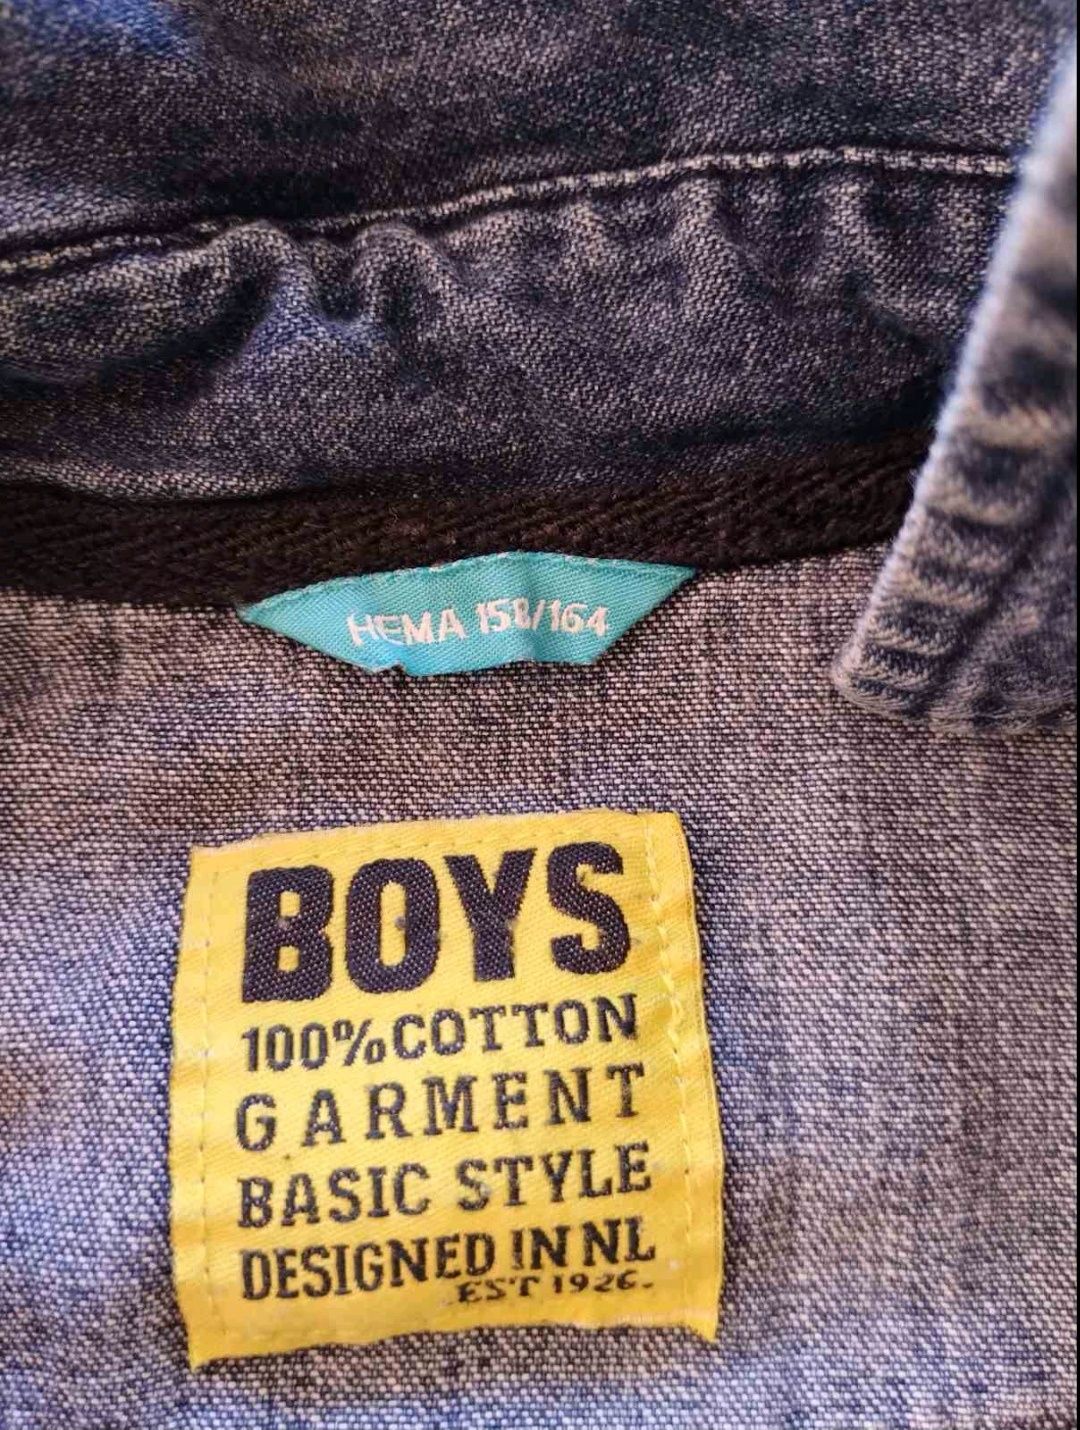 HEMA 158/164
BOYS
100% COTTON
GARMENT
BASIC STYLE
DESIGNED IN NL
.EST 1926.